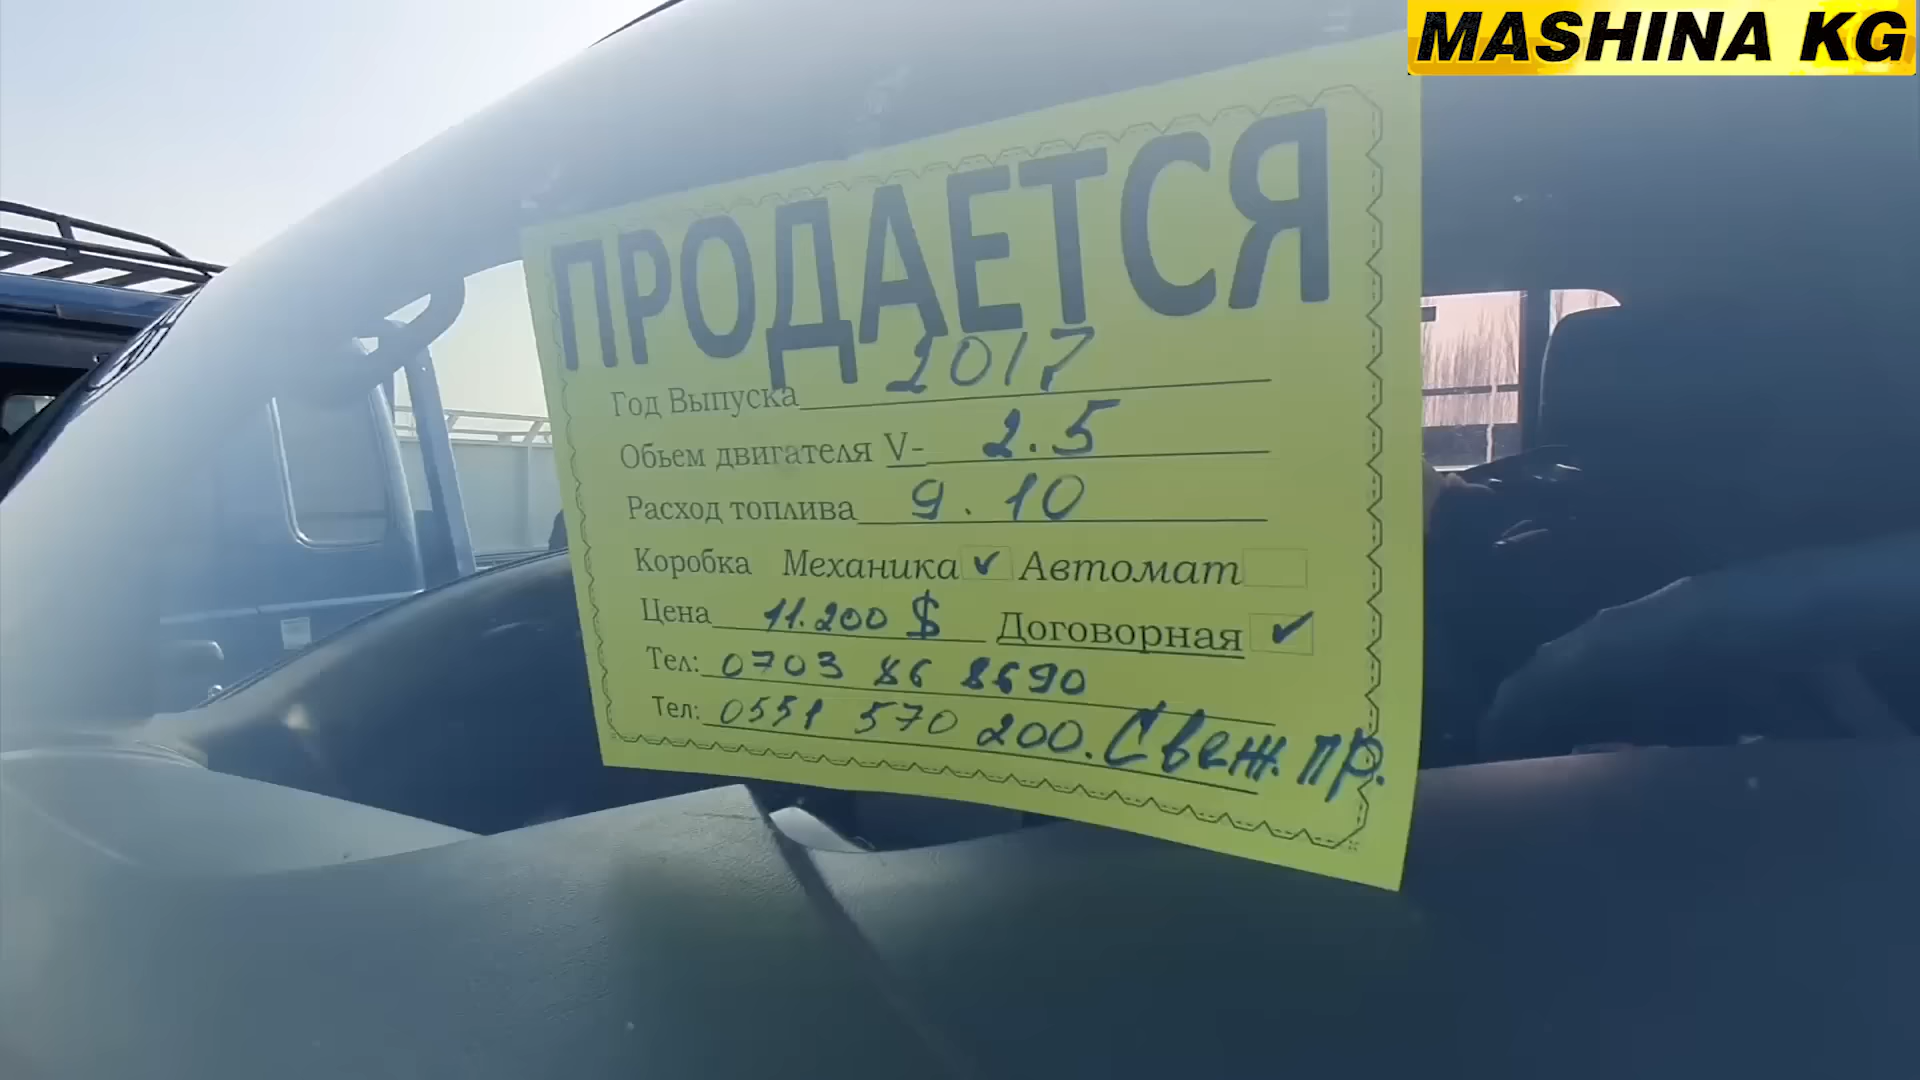 MASHINA KG
ПРОДАЕТСЯ
Год Выпуска 2017
Обьем двигателя V- 2.5
Расход топлива 9.10
Коробка Механика ✔ Автомат
Цена 11.200 $ Договорная ✔
Тел: 0703 86 8690
Тел: 0551 570 200. Свеж. пр.